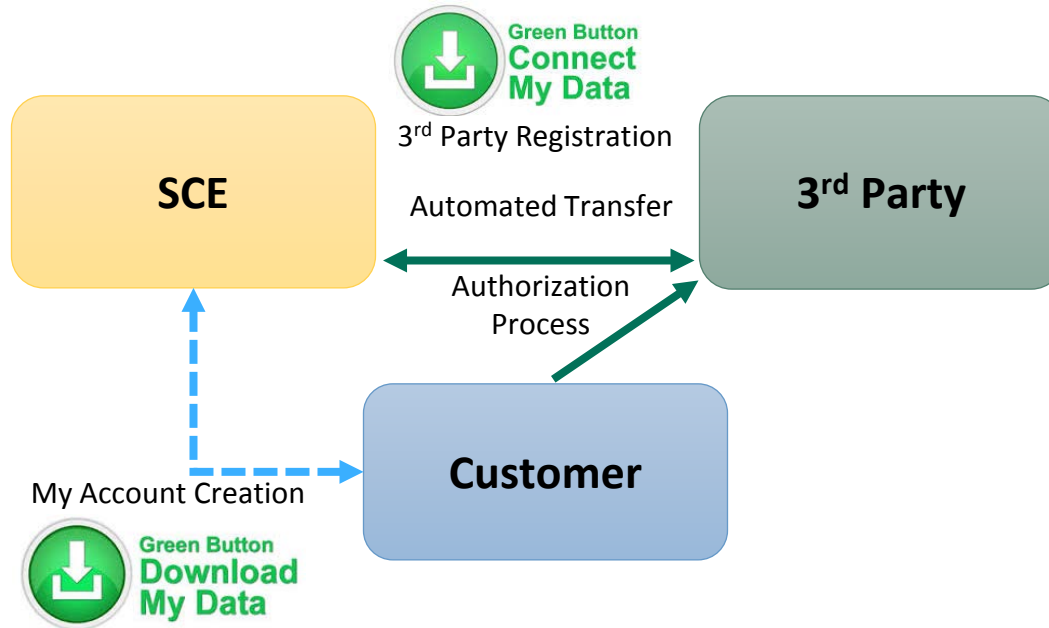 Green Button
Connect
My Data
3rd Party Registration
SCE
3rd Party
Automated Transfer
Authorization
Process
Customer
My Account Creation
Green Button
Download
My Data